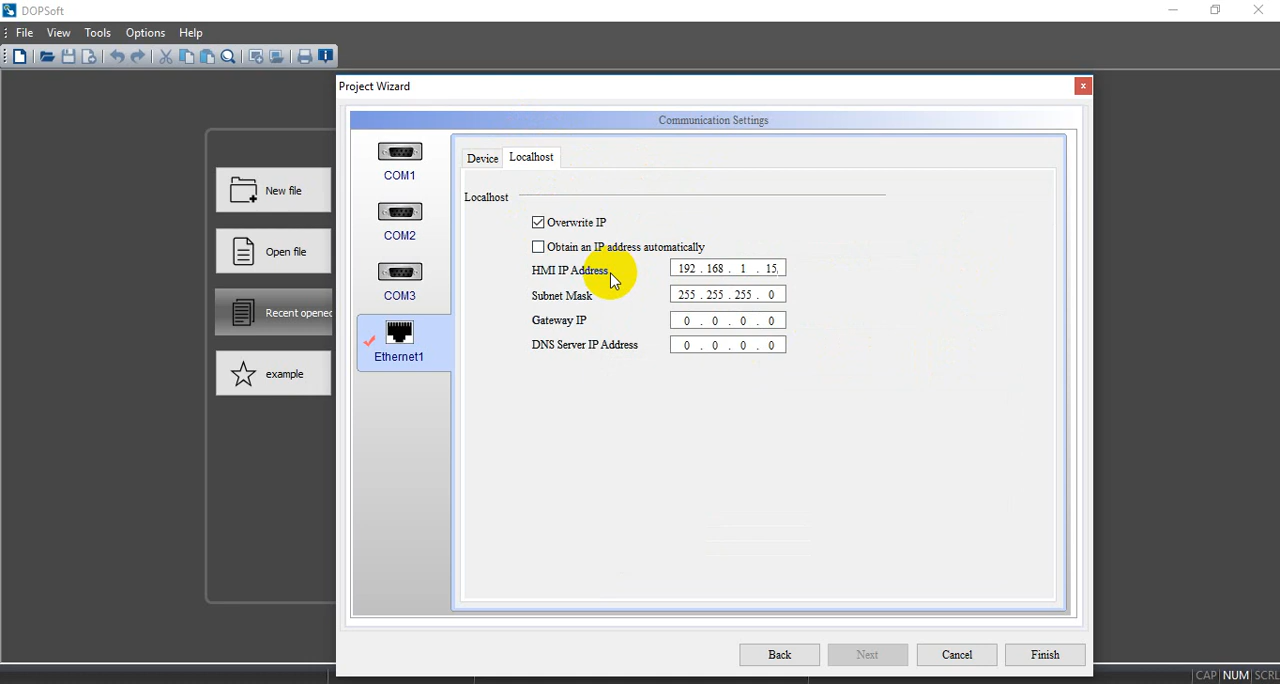 DOPSoft
File View Tools Options Help
Project Wizard
Communication Settings
COM1
COM2
COM3
Ethernet1
Device Localhost
Localhost
Overwrite IP
Obtain an IP address automatically
HMI IP Address 192 . 168 . 1 . 15
Subnet Mask 255 . 255 . 255 . 0
Gateway IP 0 . 0 . 0 . 0
DNS Server IP Address 0 . 0 . 0 . 0
New file
Open file
Recent opened
example
Back Next Cancel Finish
CAP NUM SCRL